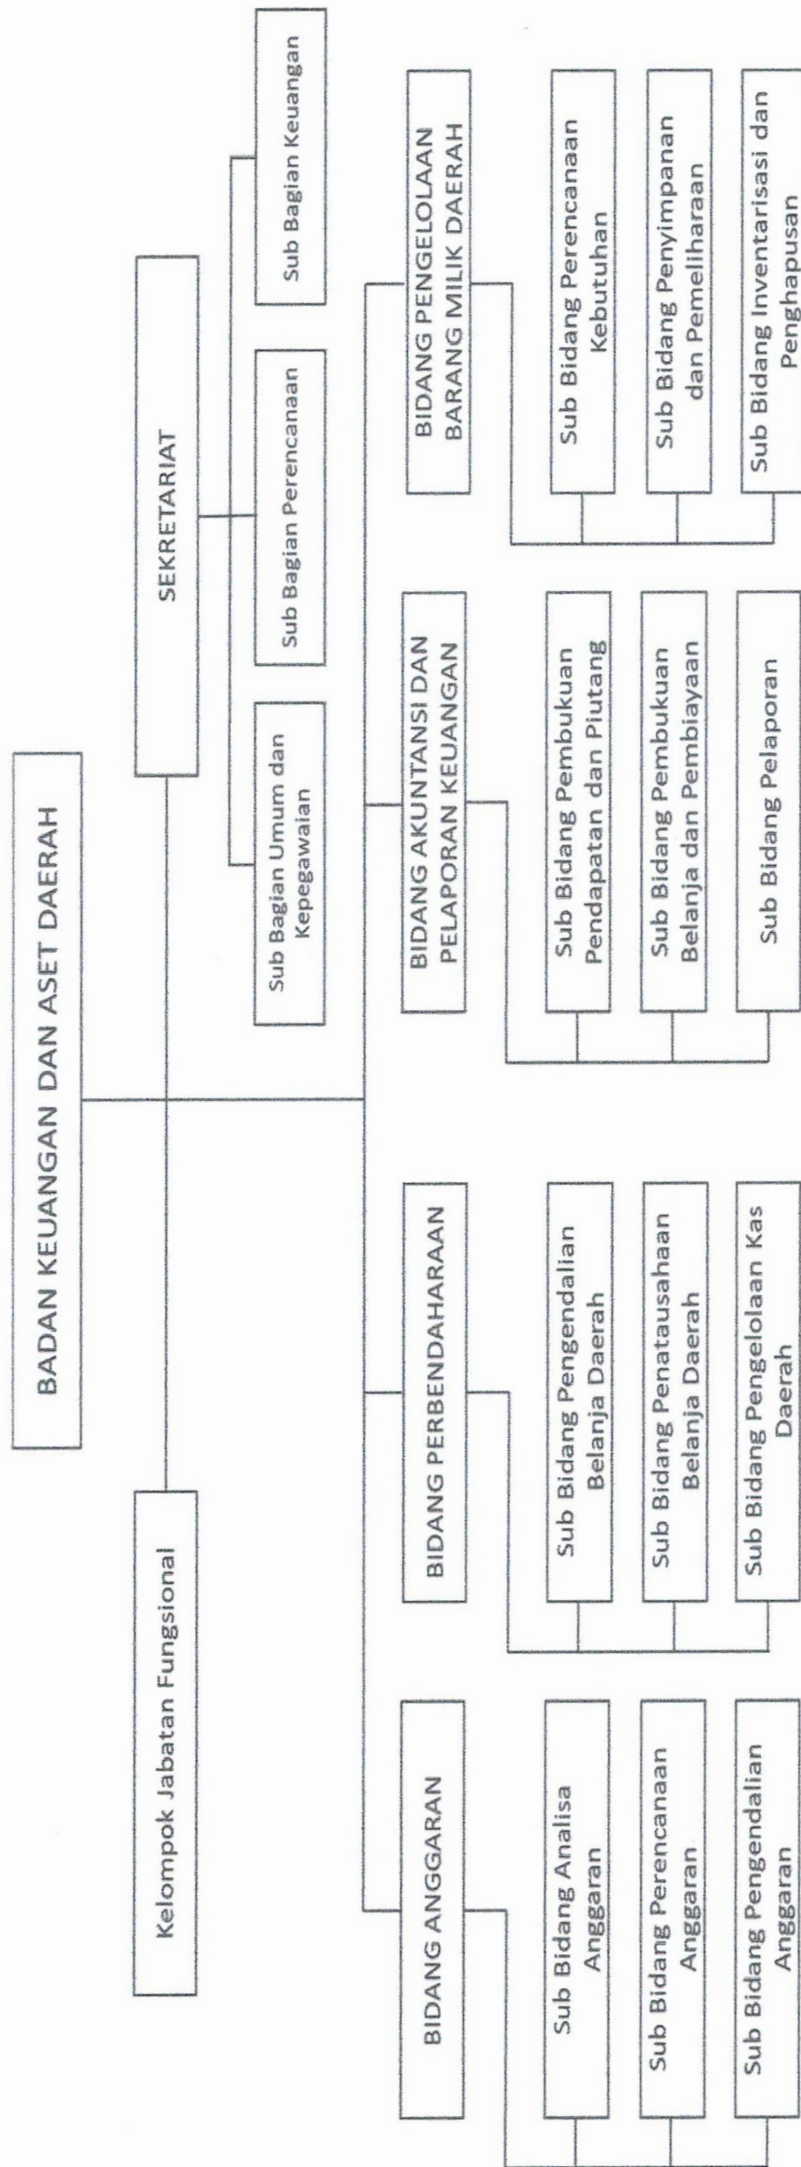 BADAN KEUANGAN DAN ASET DAERAH
Kelompok Jabatan Fungsional
SEKRETARIAT
Sub Bagian Umum dan
Kepegawaian
Sub Bagian Perencanaan
Sub Bagian Keuangan
BIDANG ANGGARAN
Sub Bidang Analisa
Anggaran
Sub Bidang Perencanaan
Anggaran
Sub Bidang Pengendalian
Anggaran
BIDANG PERBENDAHARAAN
Sub Bidang Pengendalian
Belanja Daerah
Sub Bidang Penatausahaan
Belanja Daerah
Sub Bidang Pengelolaan Kas
Daerah
BIDANG AKUNTANSI DAN
PELAPORAN KEUANGAN
Sub Bidang Pembukuan
Pendapatan dan Piutang
Sub Bidang Pembukuan
Belanja dan Pembiayaan
Sub Bidang Pelaporan
BIDANG PENGELOLAAN
BARANG MILIK DAERAH
Sub Bidang Perencanaan
Kebutuhan
Sub Bidang Penyimpanan
dan Pemeliharaan
Sub Bidang Inventarisasi dan
Penghapusan